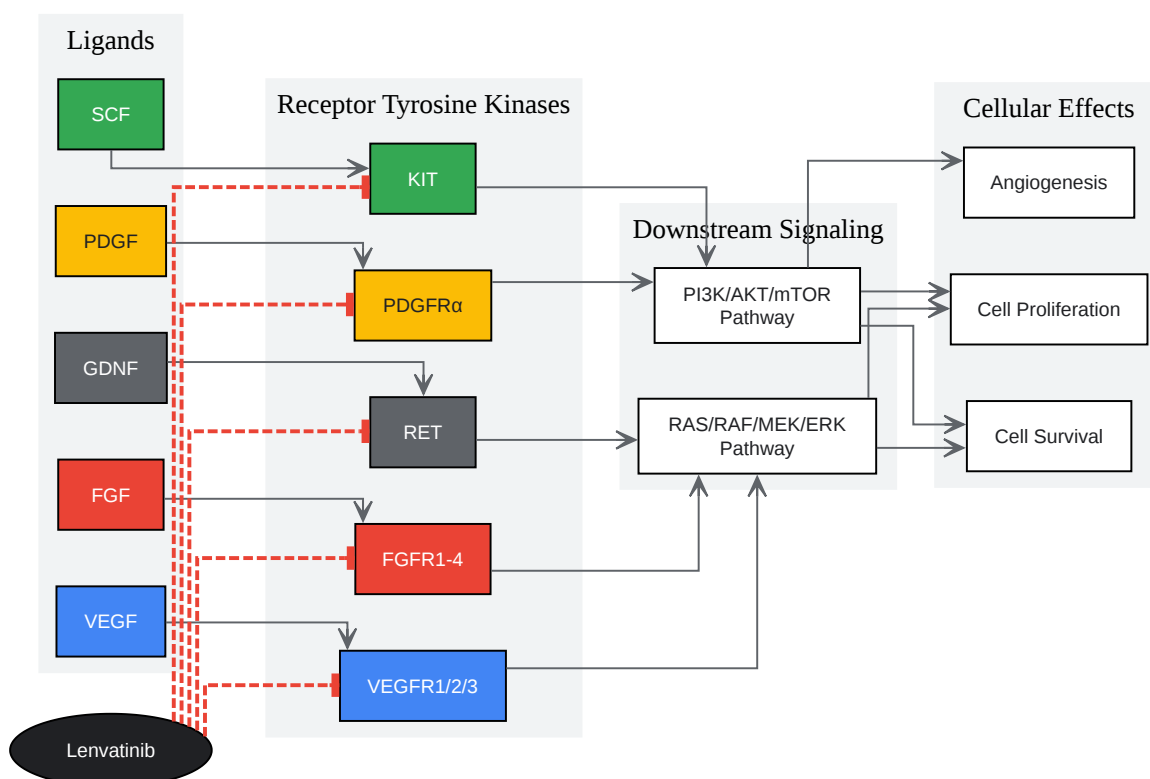 Ligands
SCF
PDGF
GDNF
FGF
VEGF
Lenvatinib
Receptor Tyrosine Kinases
KIT
PDGFRα
RET
FGFR1-4
VEGFR1/2/3
Downstream Signaling
PI3K/AKT/mTOR
Pathway
RAS/RAF/MEK/ERK
Pathway
Cellular Effects
Angiogenesis
Cell Proliferation
Cell Survival